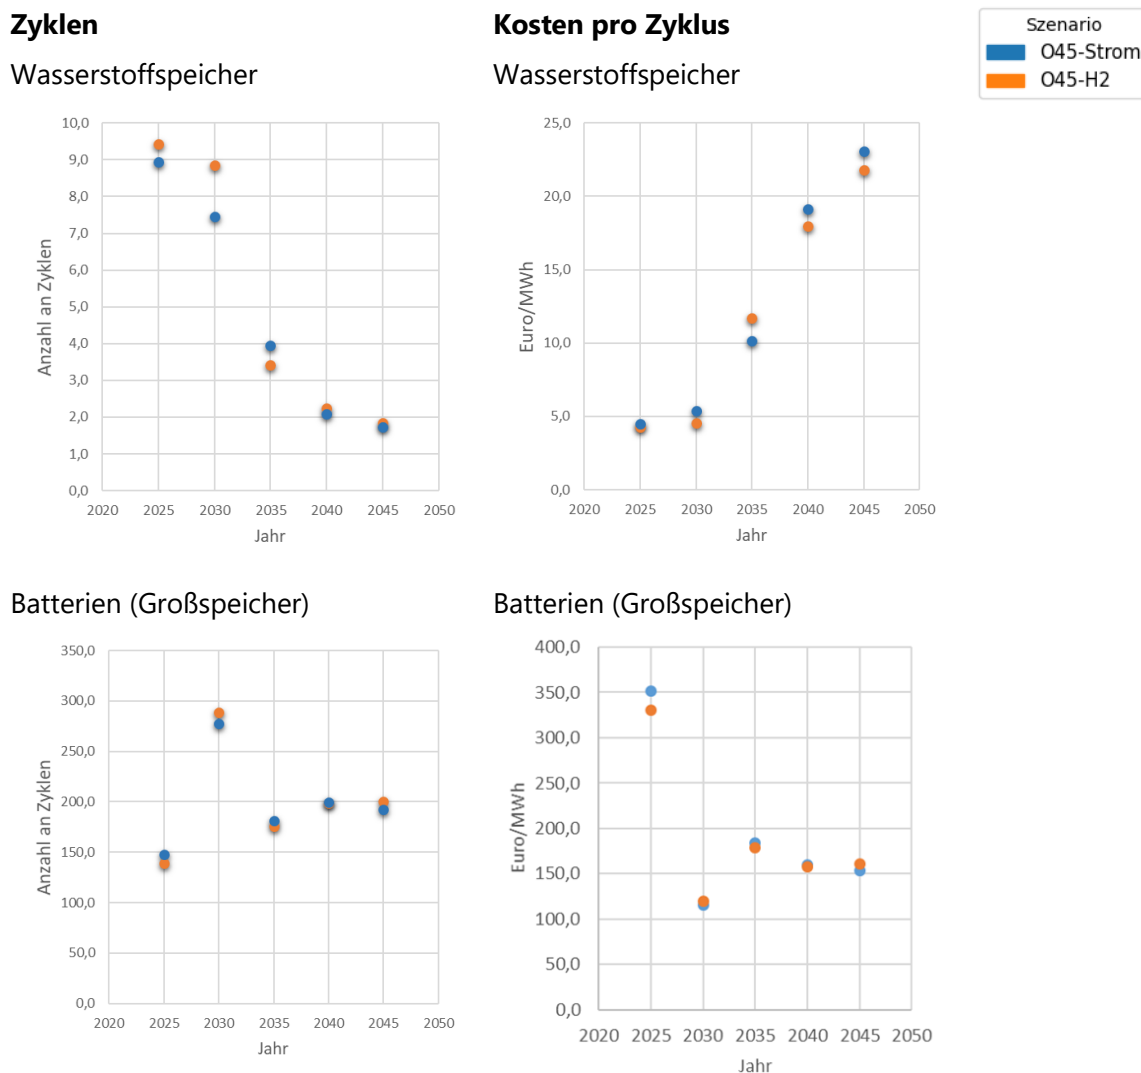 Zyklen
Kosten pro Zyklus
Szenario
O45-Strom
O45-H2
Wasserstoffspeicher
Wasserstoffspeicher
10,0
9,0
8,0
7,0
6,0
5,0
4,0
3,0
2,0
1,0
0,0
Anzahl an Zyklen
2020 2025 2030 2035 2040 2045 2050
Jahr
25,0
20,0
15,0
10,0
5,0
0,0
Euro/MWh
2020 2025 2030 2035 2040 2045 2050
Jahr
Batterien (Großspeicher)
Batterien (Großspeicher)
350,0
300,0
250,0
200,0
150,0
100,0
50,0
0,0
Anzahl an Zyklen
2020 2025 2030 2035 2040 2045 2050
Jahr
400,0
350,0
300,0
250,0
200,0
150,0
100,0
50,0
0,0
Euro/MWh
2020 2025 2030 2035 2040 2045 2050
Jahr